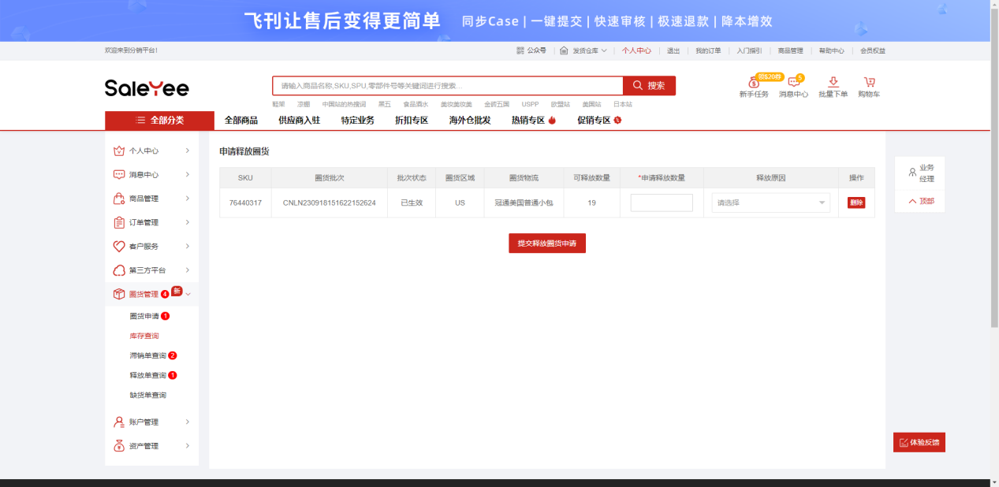 飞刊让售后变得更简单 同步Case | 一键提交 | 快速审核 | 极速退款 | 降本增效
欢迎来到分销平台! 公众号 发货仓库 个人中心 退出 我的订单 入门指引 商品管理 帮助中心 会员权益
SaleYee
请输入商品名称,SKU,SPU,零部件号等关键词进行搜索... 搜索
领$20券 5
新手任务 消息中心 批量下单 购物车
鞋架 凉棚 中国站的热搜词 黑五 食品酒水 美妆美妆美 金砖五国 USPP 欧盟站 美国站 日本站
全部分类 全部商品 供应商入驻 特定业务 折扣专区 海外仓批发 热销专区 促销专区
个人中心
消息中心
商品管理
订单管理
客户服务
第三方平台
圈货管理 4 新
圈货申请 1
库存查询
滞销单查询 2
释放单查询 1
缺货单查询
账户管理
资产管理
申请释放圈货
SKU 圈货批次 批次状态 圈货区域 圈货物流 可释放数量 *申请释放数量 释放原因 操作
76440317 CNLN230918151622152624 已生效 US 冠通美国普通小包 19 请选择 删除
提交释放圈货申请
业务
经理
顶部
体验反馈